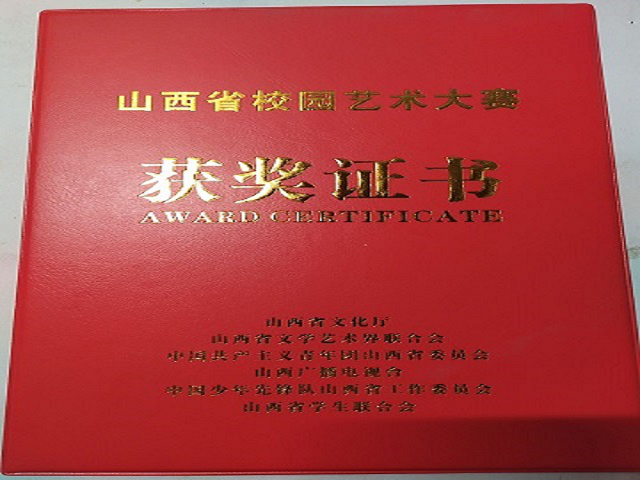 山西省校园艺术大赛
获奖证书
AWARD CERTIFICATE
山西省文化厅
山西省文学艺术界联合会
中国共产主义青年团山西省委员会
山西广播电视台
中国少年先锋队山西省工作委员会
山西省学生联合会